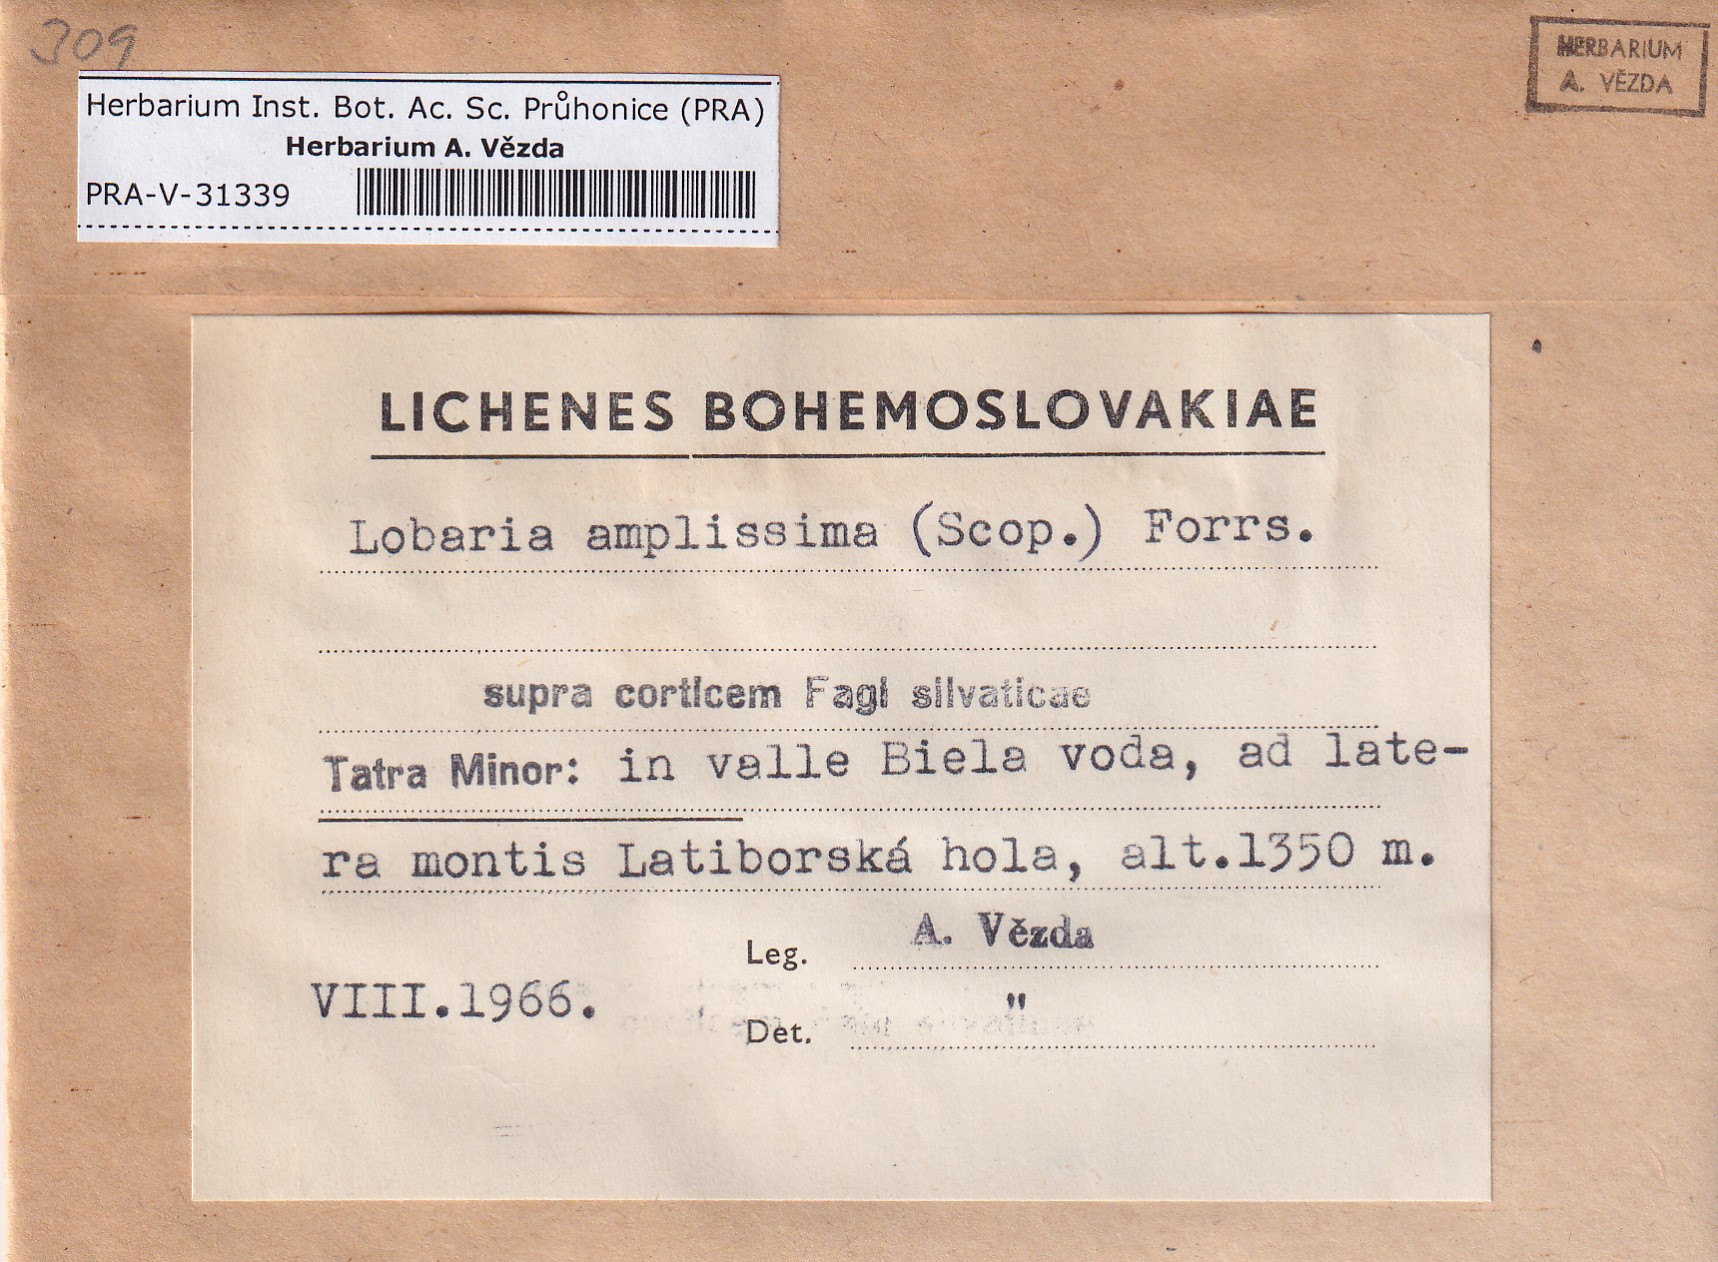 309
HERBARIUM
A. VĚZDA
Herbarium Inst. Bot. Ac. Sc. Průhonice (PRA)
Herbarium A. Vězda
PRA-V-31339
LICHENES BOHEMOSLOVAKIAE
Lobaria amplissima (Scop.) Forrs.
supra corticem Fagi silvaticae
Tatra Minor: in valle Biela voda, ad late-
ra montis Latiborská hola, alt.1350 m.
Leg. A. Vězda
VIII.1966.
Det. "